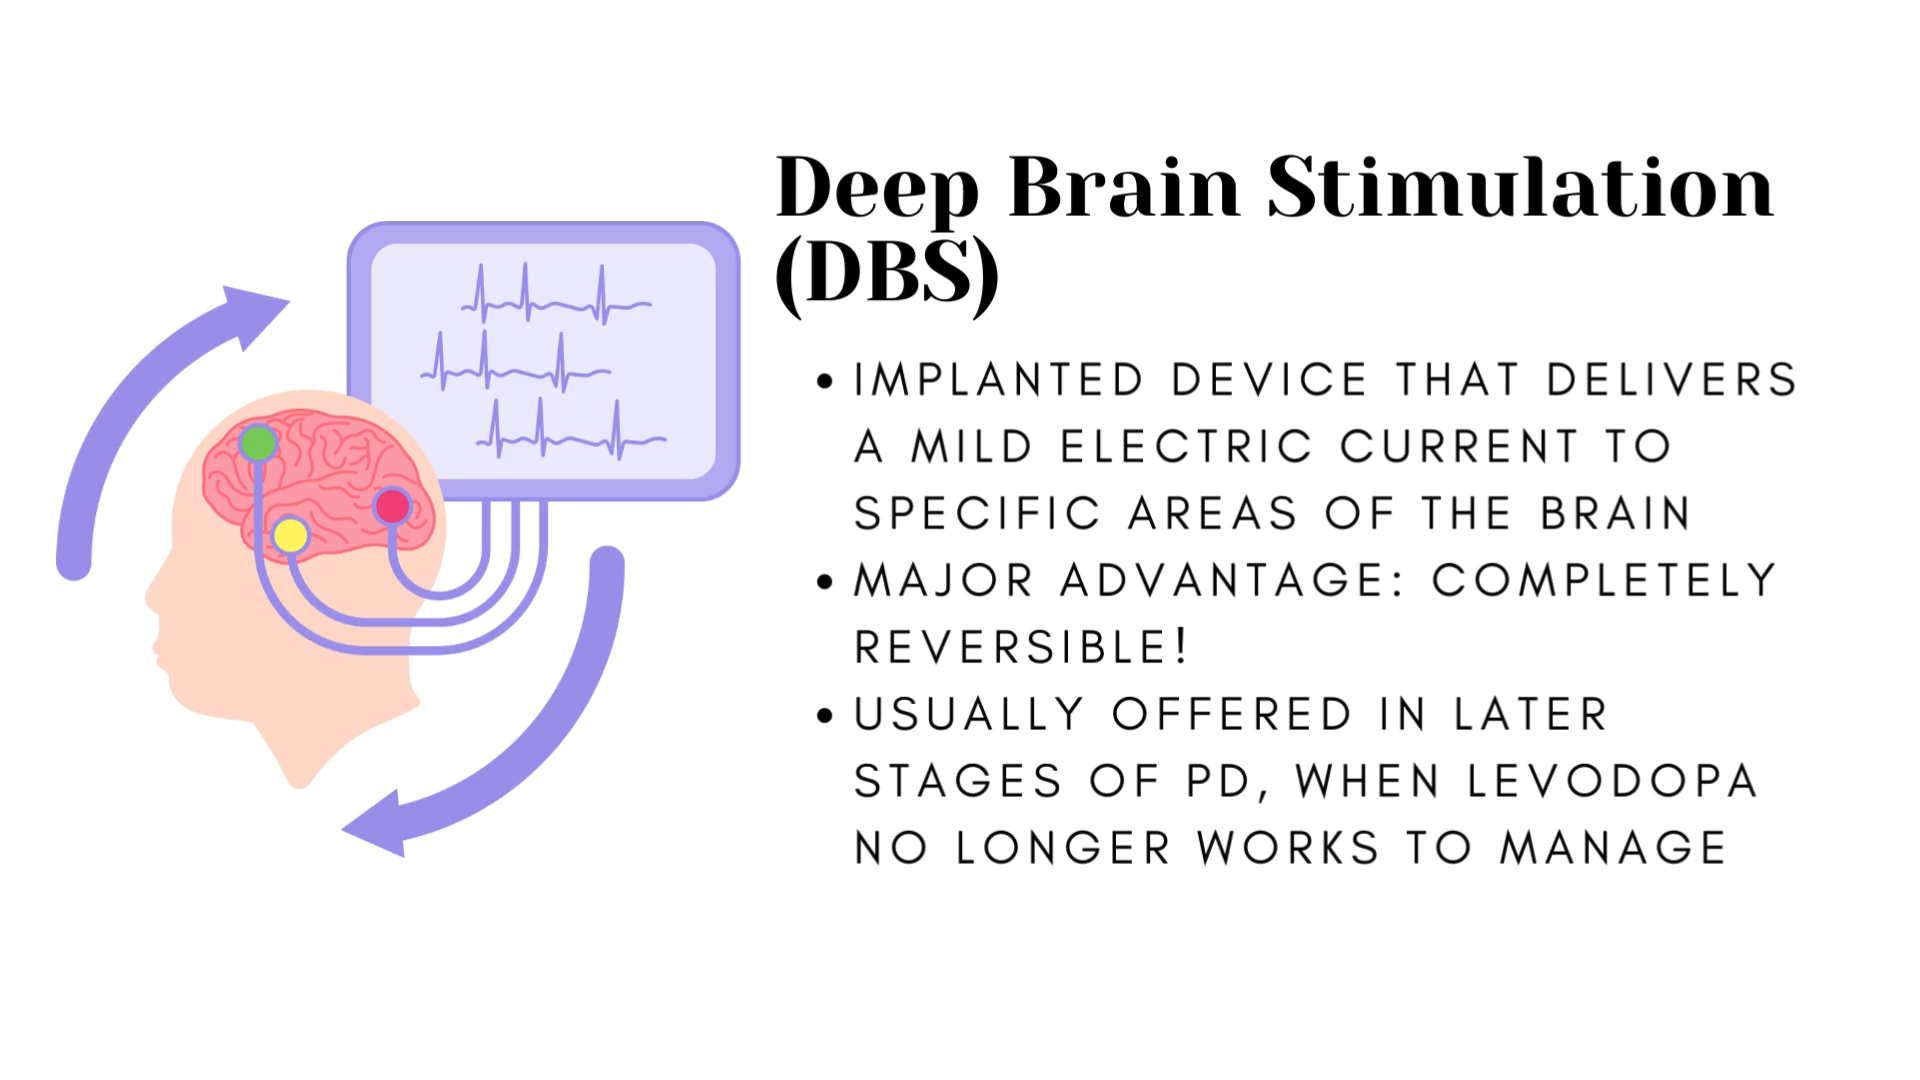 Deep Brain Stimulation
(DBS)
• IMPLANTED DEVICE THAT DELIVERS
A MILD ELECTRIC CURRENT TO
SPECIFIC AREAS OF THE BRAIN
• MAJOR ADVANTAGE: COMPLETELY
REVERSIBLE!
• USUALLY OFFERED IN LATER
STAGES OF PD, WHEN LEVODOPA
NO LONGER WORKS TO MANAGE